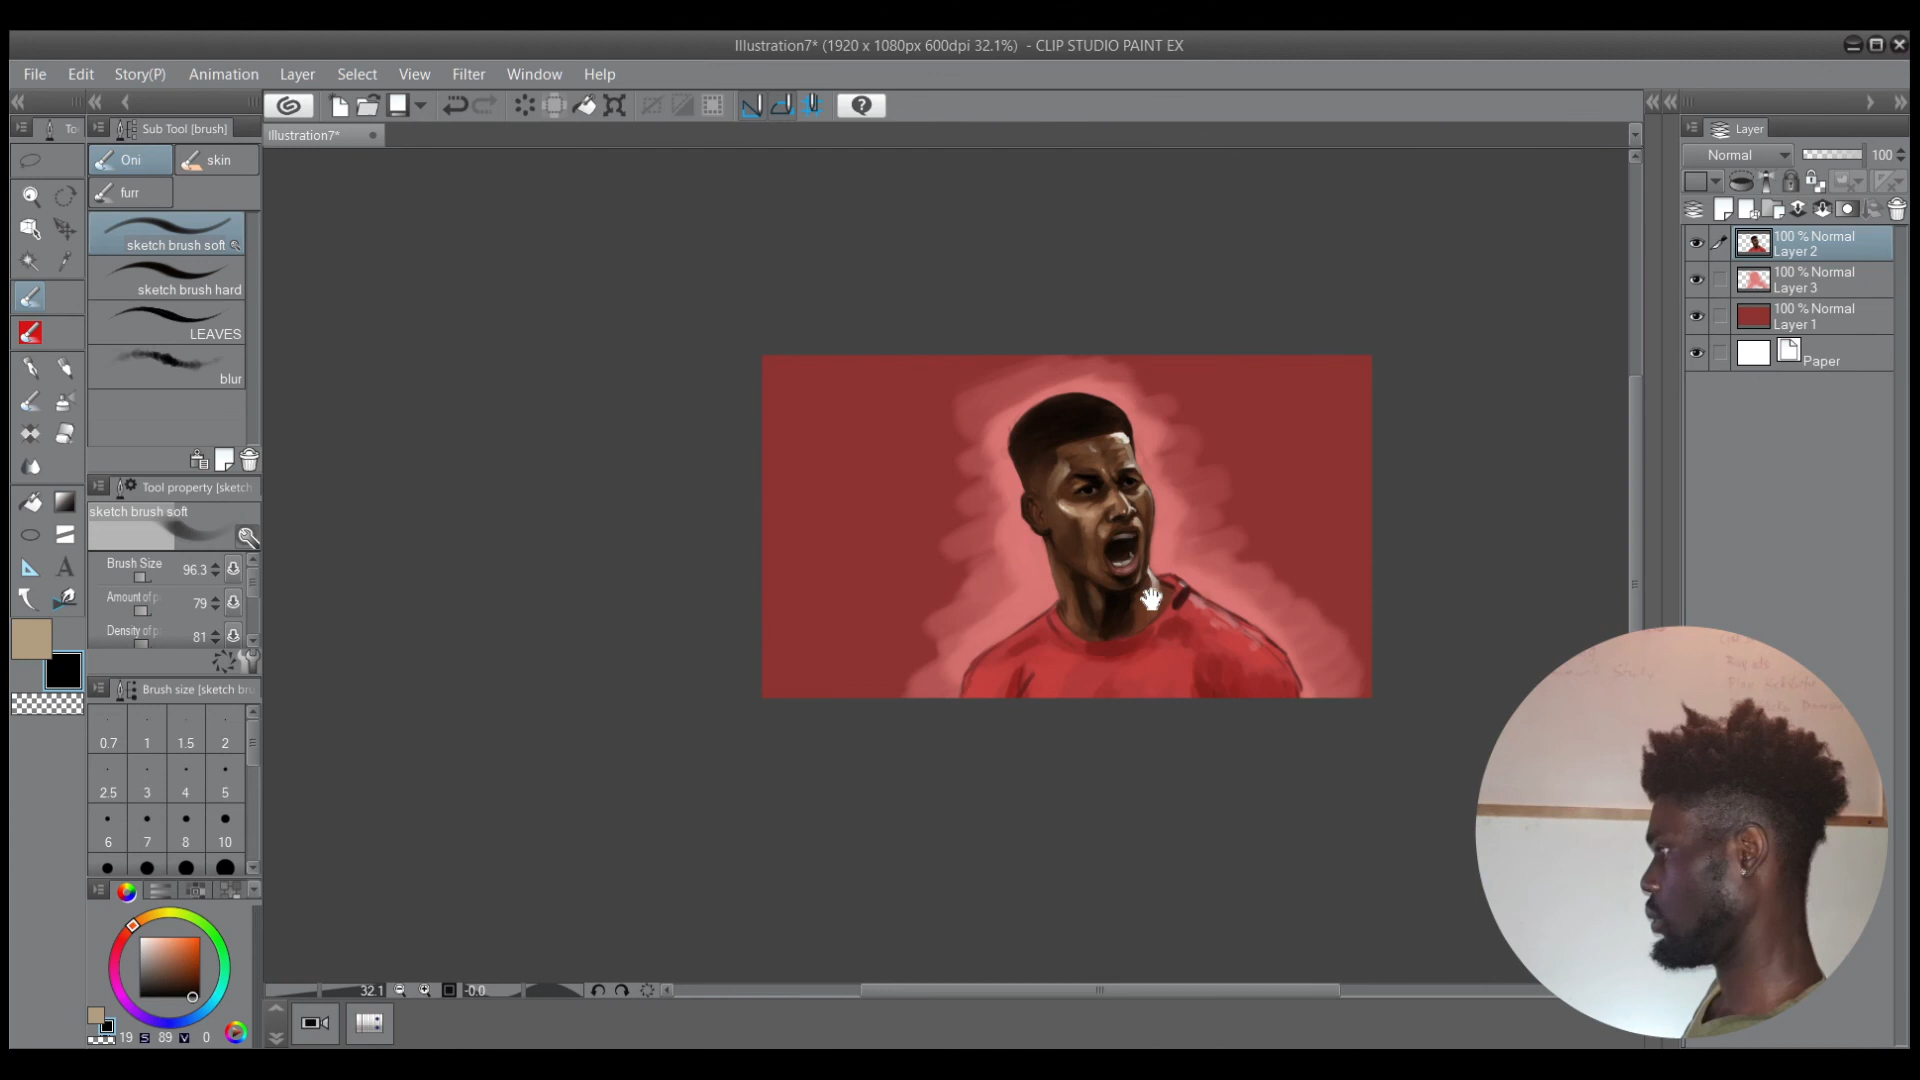 Illustration7* (1920 x 1080px 600dpi 32.1%) - CLIP STUDIO PAINT EX
File Edit Story(P) Animation Layer Select View Filter Window Help
To
Sub Tool [brush]
Illustration7*
Layer
Oni
skin
furr
Normal
100
sketch brush soft
sketch brush hard
LEAVES
blur
100 % Normal
Layer 2
100 % Normal
Layer 3
100 % Normal
Layer 1
Paper
Tool property [sketch
sketch brush soft
Brush Size 96.3
Amount of p 79
Density of p 81
Brush size [sketch bru
0.7 1 1.5 2
2.5 3 4 5
6 7 8 10
32.1
-0.0
19 S 89 V 0